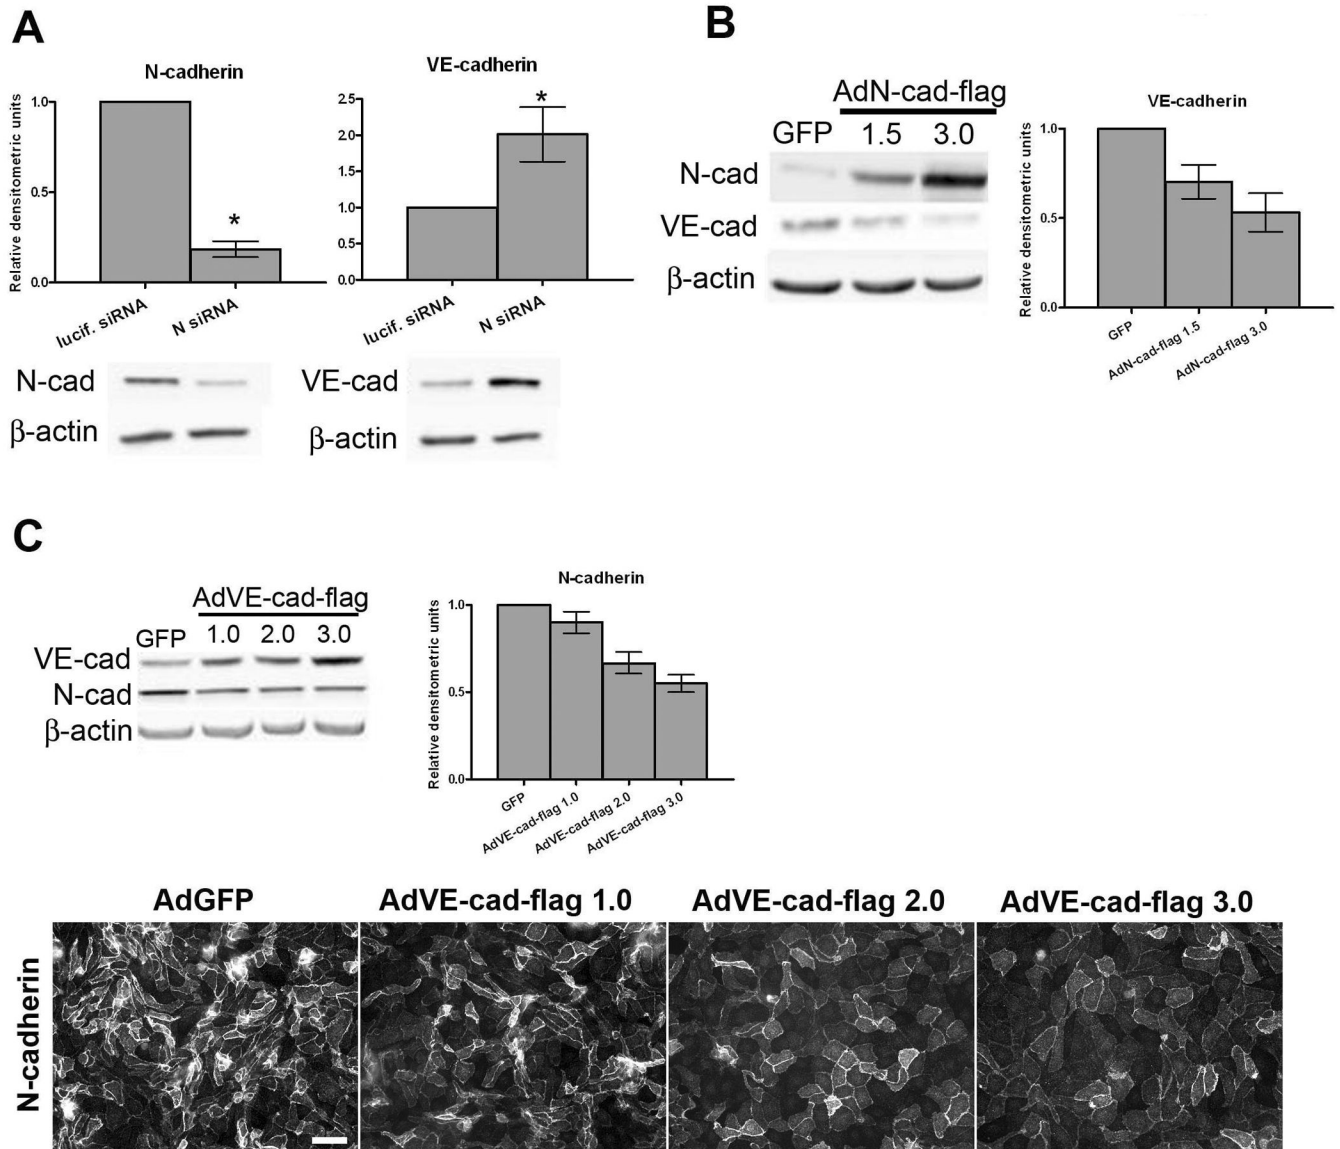 A
N-cadherin
Relative densitometric units
1.0
0.5
0.0
lucif. siRNA
N siRNA
*
VE-cadherin
2.5
2.0
1.5
1.0
0.5
0.0
lucif. siRNA
N siRNA
*
N-cad
β-actin
VE-cad
β-actin
B
AdN-cad-flag
GFP 1.5 3.0
N-cad
VE-cad
β-actin
VE-cadherin
Relative densitometric units
1.0
0.5
0.0
GFP
AdN-cad-flag 1.5
AdN-cad-flag 3.0
C
AdVE-cad-flag
GFP 1.0 2.0 3.0
VE-cad
N-cad
β-actin
N-cadherin
Relative densitometric units
1.0
0.5
0.0
GFP
AdVE-cad-flag 1.0
AdVE-cad-flag 2.0
AdVE-cad-flag 3.0
AdGFP AdVE-cad-flag 1.0 AdVE-cad-flag 2.0 AdVE-cad-flag 3.0
N-cadherin